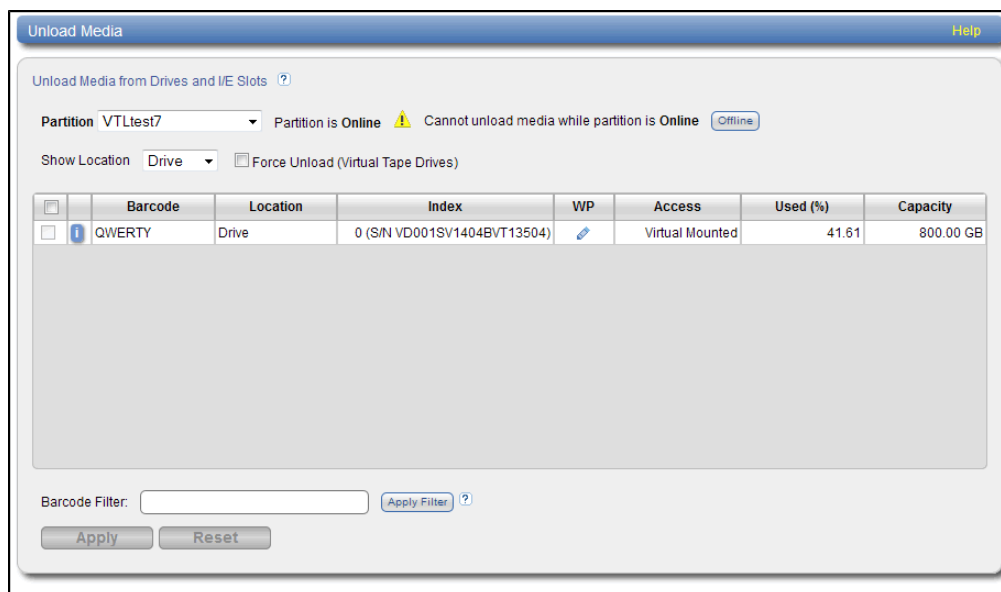 Unload Media Help
Unload Media from Drives and I/E Slots ?
Partition VTLtest7 Partition is Online Cannot unload media while partition is Online Offline
Show Location Drive Force Unload (Virtual Tape Drives)
Barcode Location Index WP Access Used (%) Capacity
i QWERTY Drive 0 (S/N VD001SV1404BVT13504) Virtual Mounted 41.61 800.00 GB
Barcode Filter: Apply Filter ?
Apply Reset